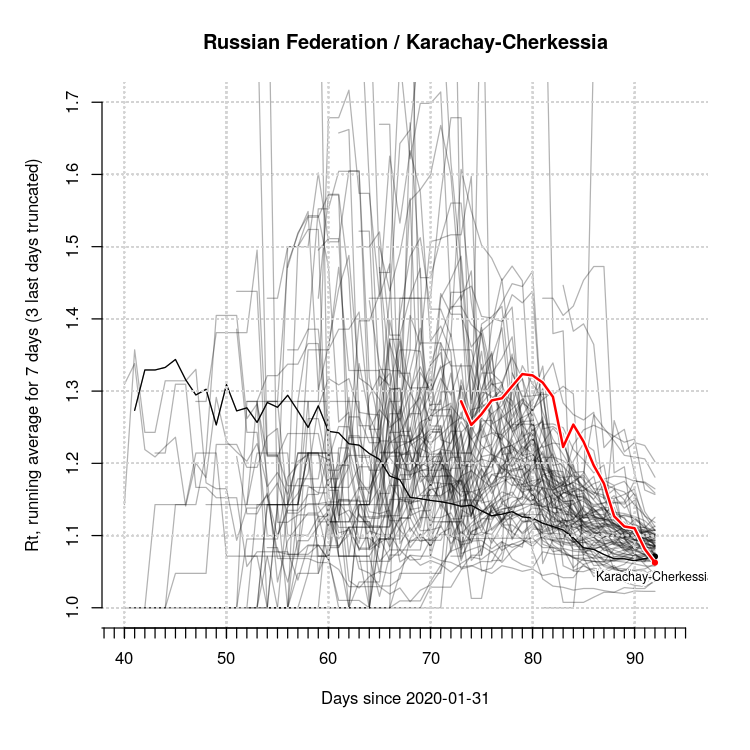 Russian Federation / Karachay-Cherkessia
Rt, running average for 7 days (3 last days truncated)
1.7
1.6
1.5
1.4
1.3
1.2
1.1
1.0
Karachay-Cherkessi
40 50 60 70 80 90
Days since 2020-01-31